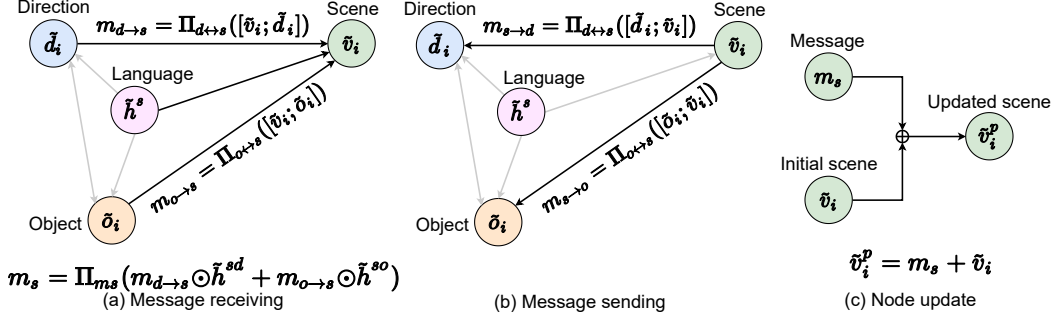 Direction
Scene
m_{d→s} = Π_{d↔s}([ṽ_i; d̃_i])
d̃_i
ṽ_i
Language
h̃^s
m_{o→s} = Π_{o↔s}([ṽ_i; õ_i])
Object
õ_i
m_s = Π_{ms}(m_{d→s}⊙h̃^{sd} + m_{o→s}⊙h̃^{so})
(a) Message receiving
Direction
Scene
m_{s→d} = Π_{d↔s}([d̃_i; ṽ_i])
d̃_i
ṽ_i
Language
h̃^s
m_{s→o} = Π_{o↔s}([õ_i; ṽ_i])
Object
õ_i
(b) Message sending
Message
m_s
Updated scene
⊕
ṽ_i^p
Initial scene
ṽ_i
ṽ_i^p = m_s + ṽ_i
(c) Node update